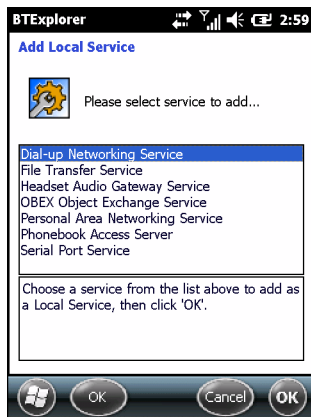 BTExplorer 2:59
Add Local Service
Please select service to add...
Dial-up Networking Service
File Transfer Service
Headset Audio Gateway Service
OBEX Object Exchange Service
Personal Area Networking Service
Phonebook Access Server
Serial Port Service
Choose a service from the list above to add as
a Local Service, then click 'OK'.
OK Cancel OK